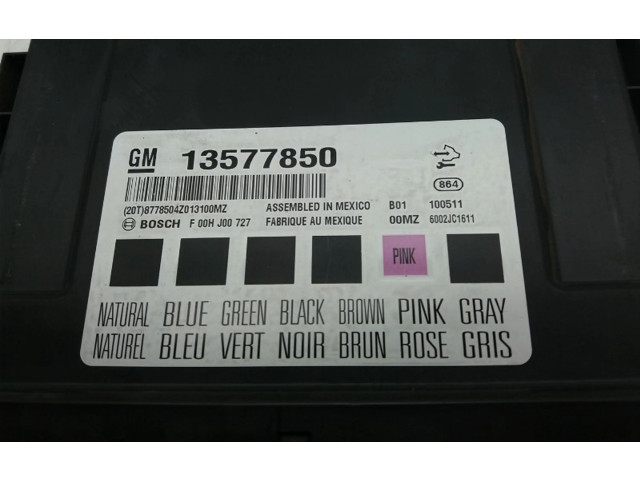 GM 13577850
864
(20T)8778504Z013100MZ ASSEMBLED IN MEXICO B01 100511
BOSCH F 00H J00 727 FABRIQUE AU MEXIQUE 00MZ 6002JC1611
PINK
NATURAL BLUE GREEN BLACK BROWN PINK GRAY
NATUREL BLEU VERT NOIR BRUN ROSE GRIS